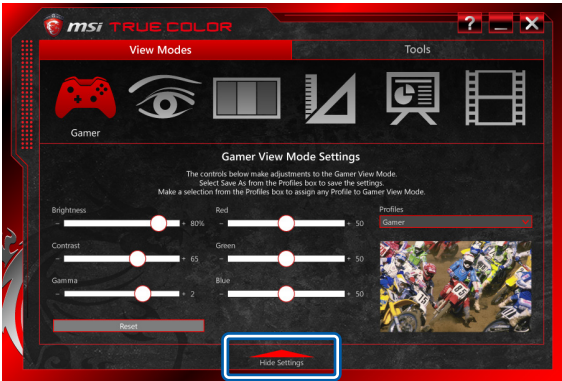 msi TRUE COLOR
? _ X
View Modes
Tools
Gamer
Gamer View Mode Settings
The controls below make adjustments to the Gamer View Mode.
Select Save As from the Profiles box to save the settings.
Make a selection from the Profiles box to assign any Profile to Gamer View Mode.
Brightness
- + 80%
Red
- + 50
Profiles
Gamer
Contrast
- + 65
Green
- + 50
Gamma
- + 2
Blue
- + 50
Reset
Hide Settings